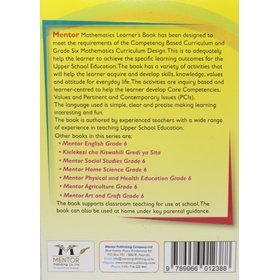 Mentor Mathematics Learner's Book has been designed to
meet the requirements of the Competency Based Curriculum and
Grade Six Mathematics Curriculum Design. This is to adequately
help the learner to achieve the specific learning outcomes for the
Upper School Education. The book has a variety of activities that
will help the learner acquire and develop skills, knowledge, values
and attitude for everyday life. The activities are inquiry based and
learner-centred to help the learner develop Core Competencies,
Values and Pertinent and Contemporary Issues (PCIs).
The language used is simple, clear and precise making learning
interesting and fun.
The book is authored by experienced teachers with a wide range
of experience in teaching Upper School Education.
Other books in this series are:
• Mentor English Grade 6
• Kielekezi cha Kiswahili Gredi ya Sita
• Mentor Social Studies Grade 6
• Mentor Home Science Grade 6
• Mentor Physical and Health Education Grade 6
• Mentor Agriculture Grade 6
• Mentor Art and Craft Grade 6
The book supports classroom teaching for use at school. The
book can also be used at home under key parental guidance.
MENTOR
Mentor Publishing Company Ltd
9 789966 012388